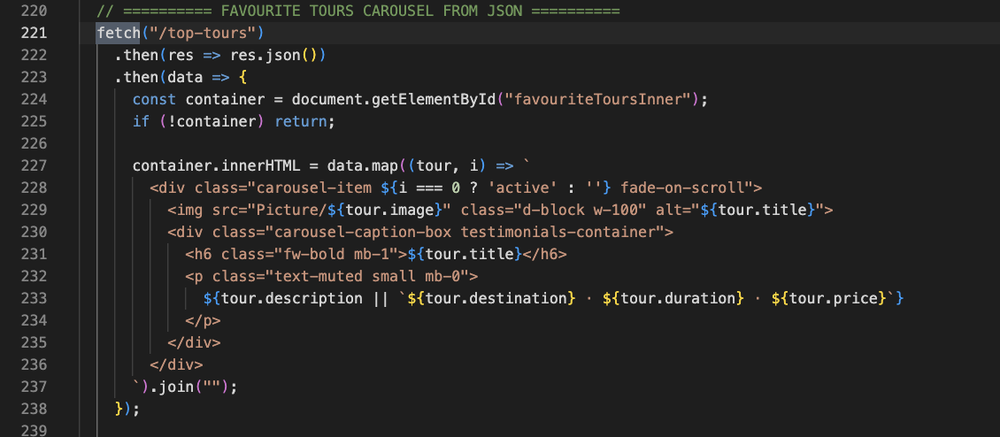 220 // ========== FAVOURITE TOURS CAROUSEL FROM JSON ==========
221 fetch("/top-tours")
222 .then(res => res.json())
223 .then(data => {
224 const container = document.getElementById("favouriteToursInner");
225 if (!container) return;
226
227 container.innerHTML = data.map((tour, i) => `
228 <div class="carousel-item ${i === 0 ? 'active' : ''} fade-on-scroll">
229 <img src="Picture/${tour.image}" class="d-block w-100" alt="${tour.title}">
230 <div class="carousel-caption-box testimonials-container">
231 <h6 class="fw-bold mb-1">${tour.title}</h6>
232 <p class="text-muted small mb-0">
233 ${tour.description || `${tour.destination} · ${tour.duration} · ${tour.price}`}
234 </p>
235 </div>
236 </div>
237 `).join("");
238 });
239